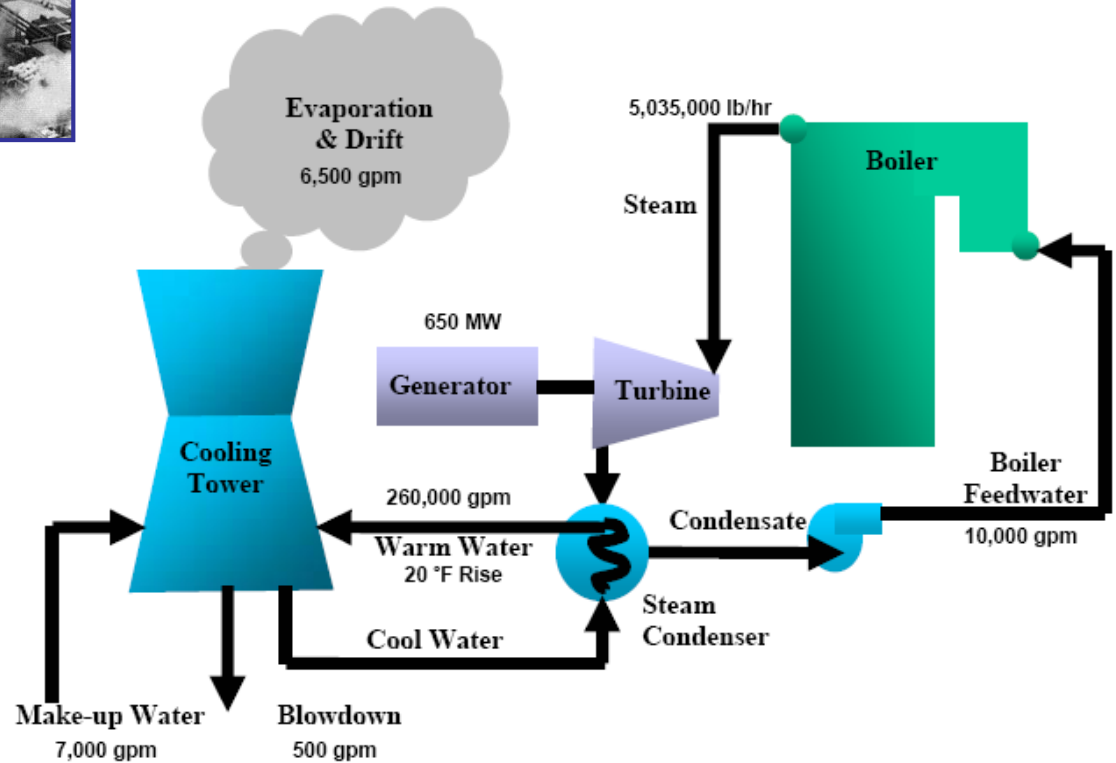 Evaporation
& Drift
6,500 gpm
5,035,000 lb/hr
Boiler
Steam
650 MW
Generator
Turbine
Cooling
Tower
260,000 gpm
Warm Water
20 °F Rise
Condensate
Boiler
Feedwater
10,000 gpm
Steam
Condenser
Cool Water
Make-up Water
7,000 gpm
Blowdown
500 gpm